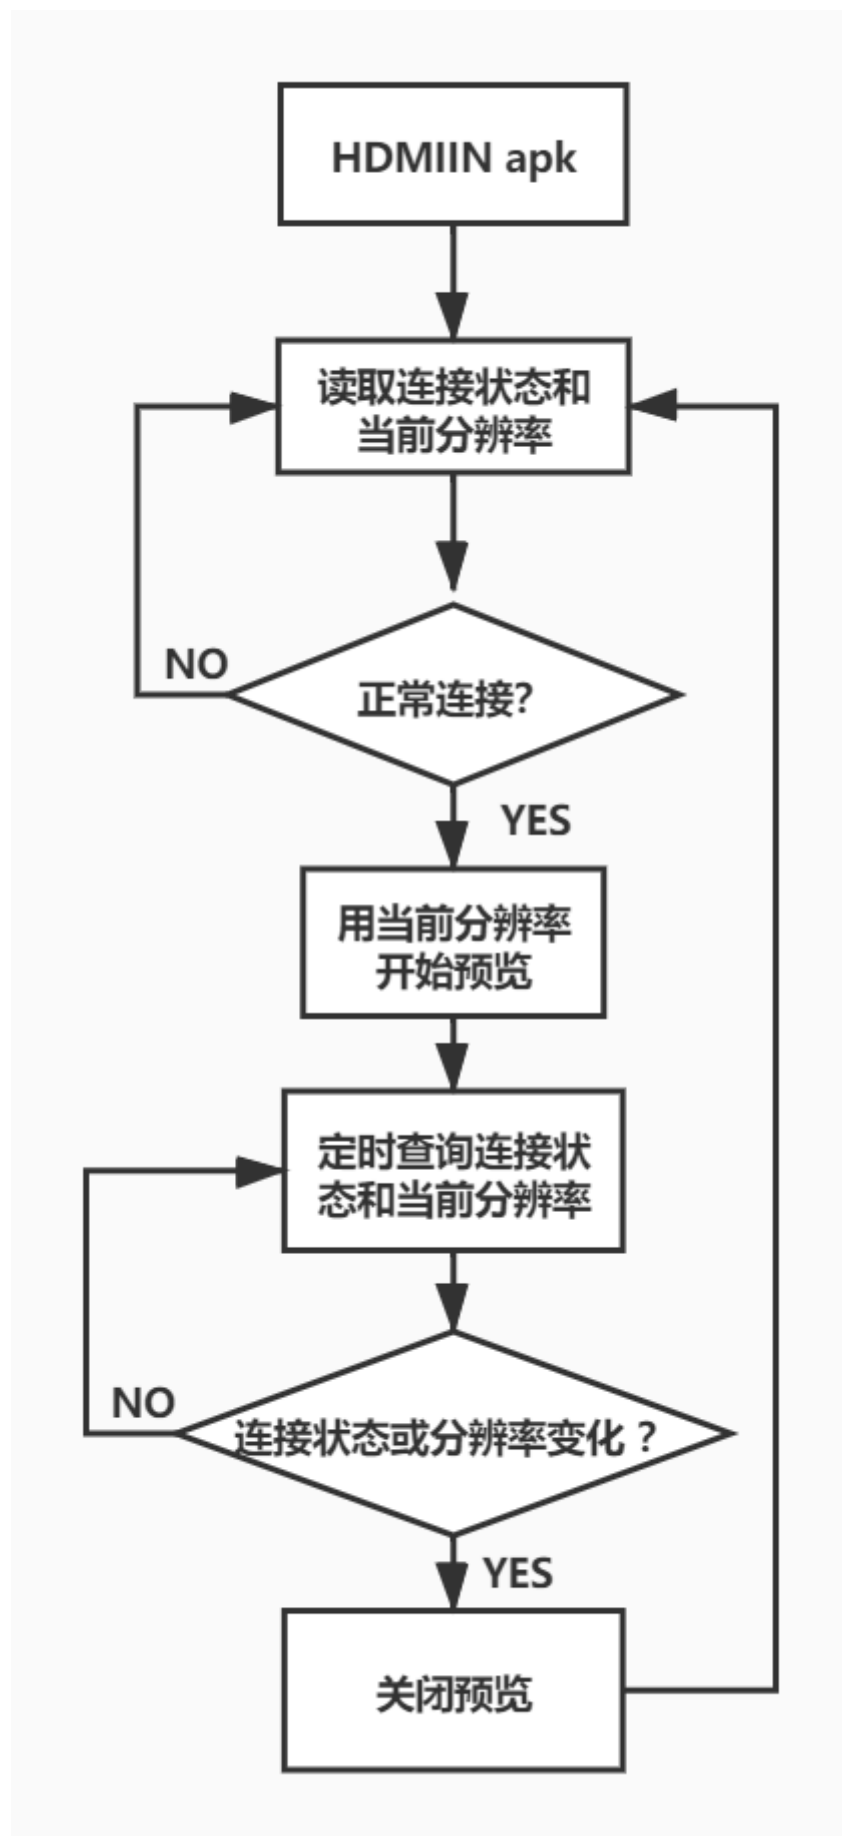 HDMIIN apk
读取连接状态和
当前分辨率
NO
正常连接?
YES
用当前分辨率
开始预览
定时查询连接状
态和当前分辨率
NO
连接状态或分辨率变化？
YES
关闭预览